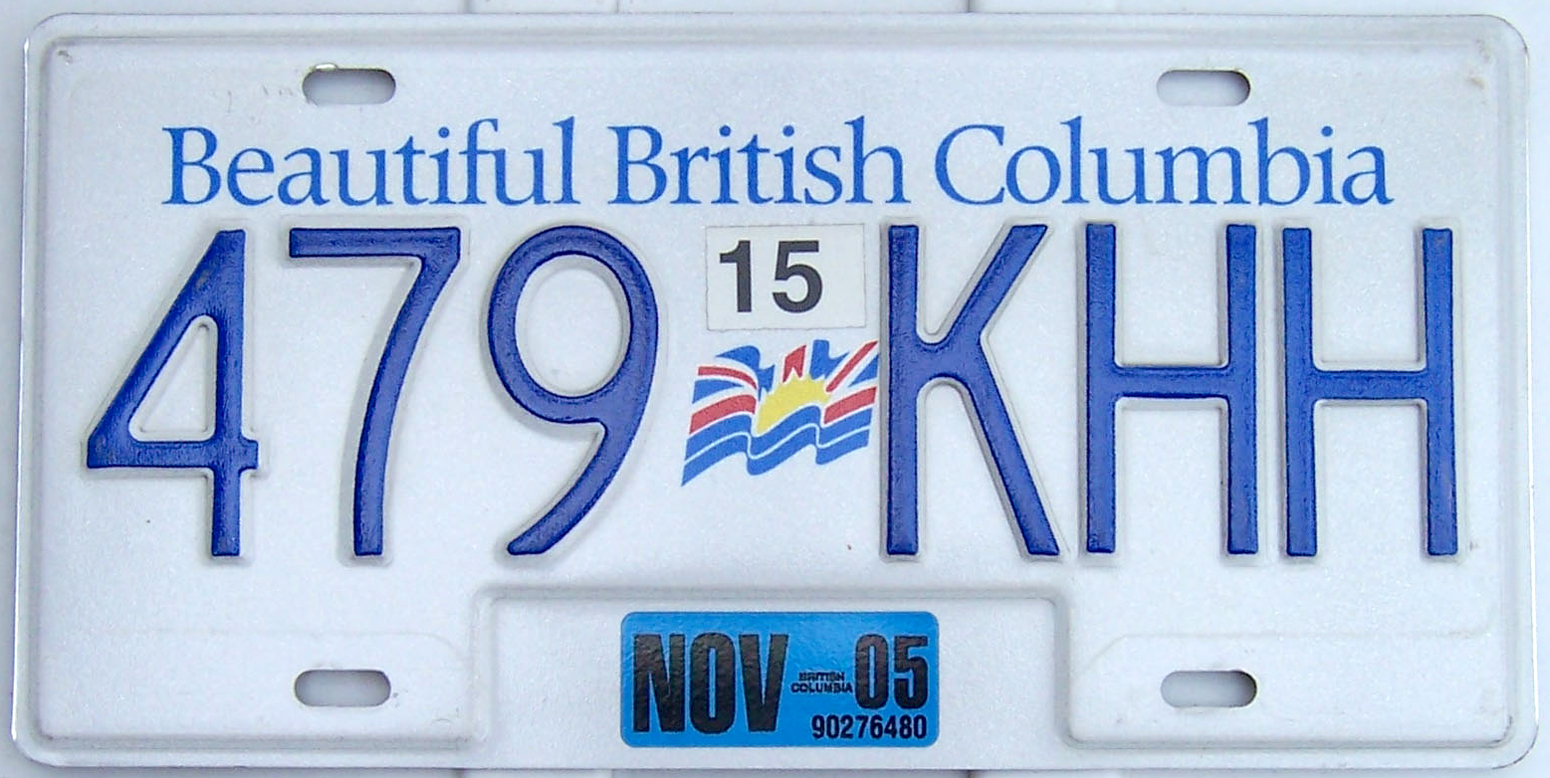 Beautiful British Columbia
479 15 KHH
NOV BRITISH COLUMBIA 05
90276480